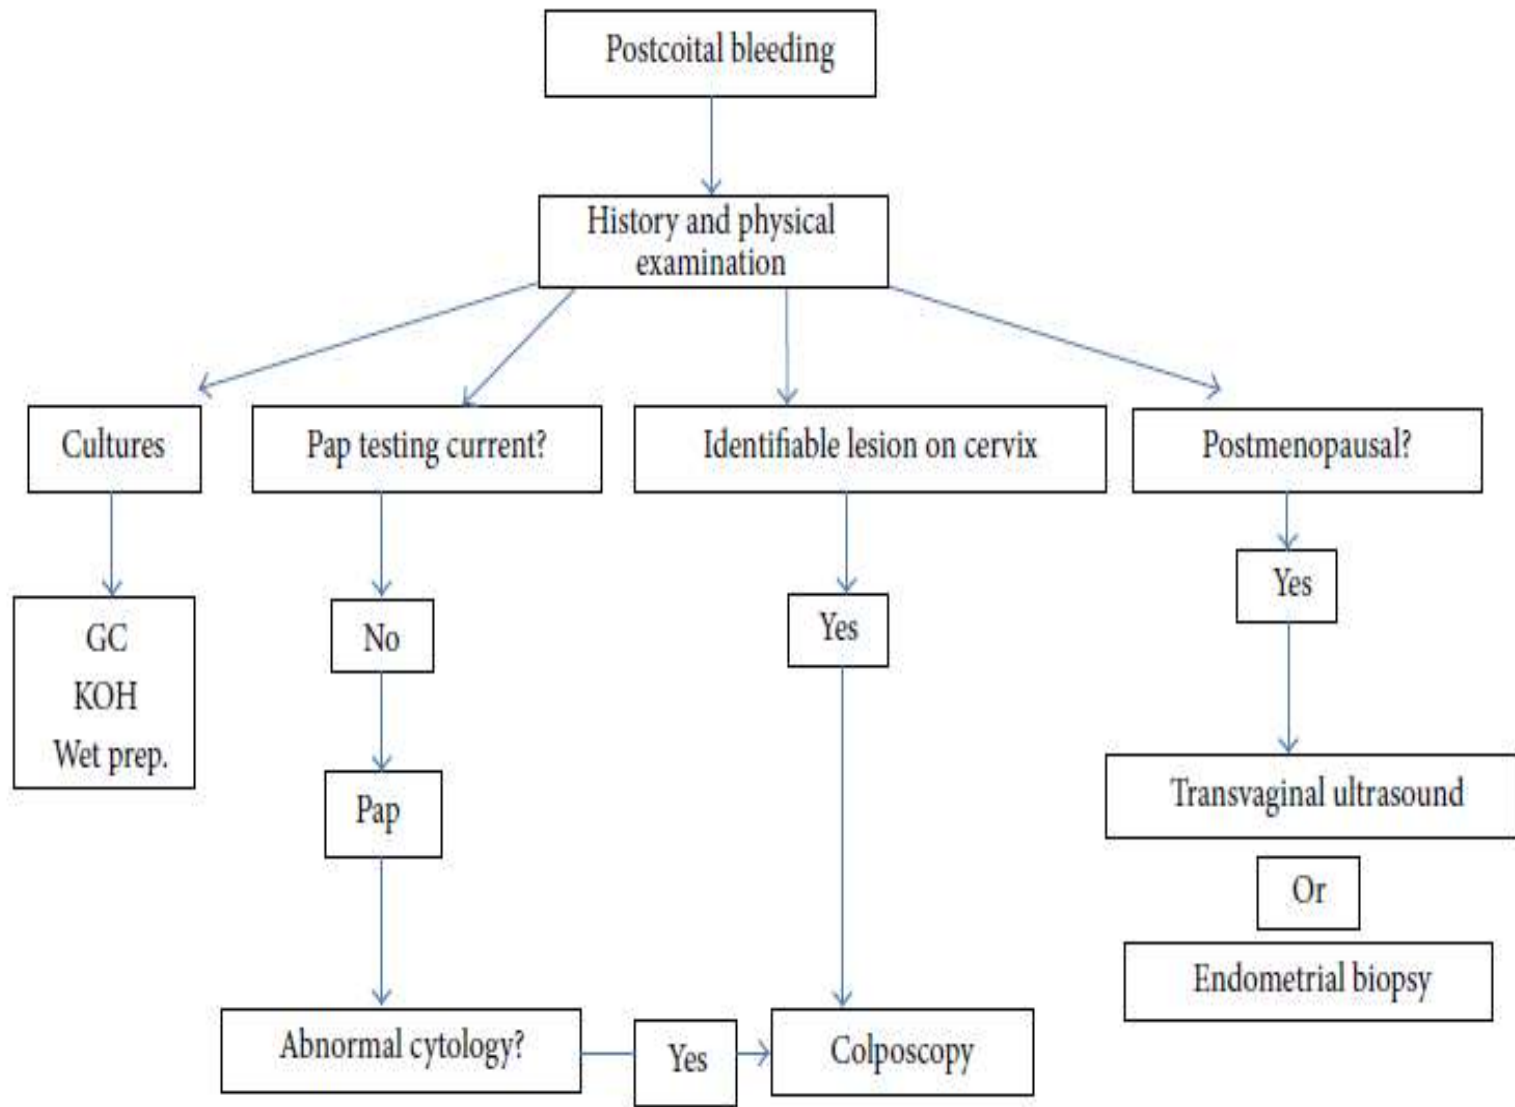 Postcoital bleeding
History and physical
examination
Cultures
Pap testing current?
Identifiable lesion on cervix
Postmenopausal?
GC
KOH
Wet prep.
No
Pap
Abnormal cytology?
Yes
Yes
Colposcopy
Yes
Transvaginal ultrasound
Or
Endometrial biopsy